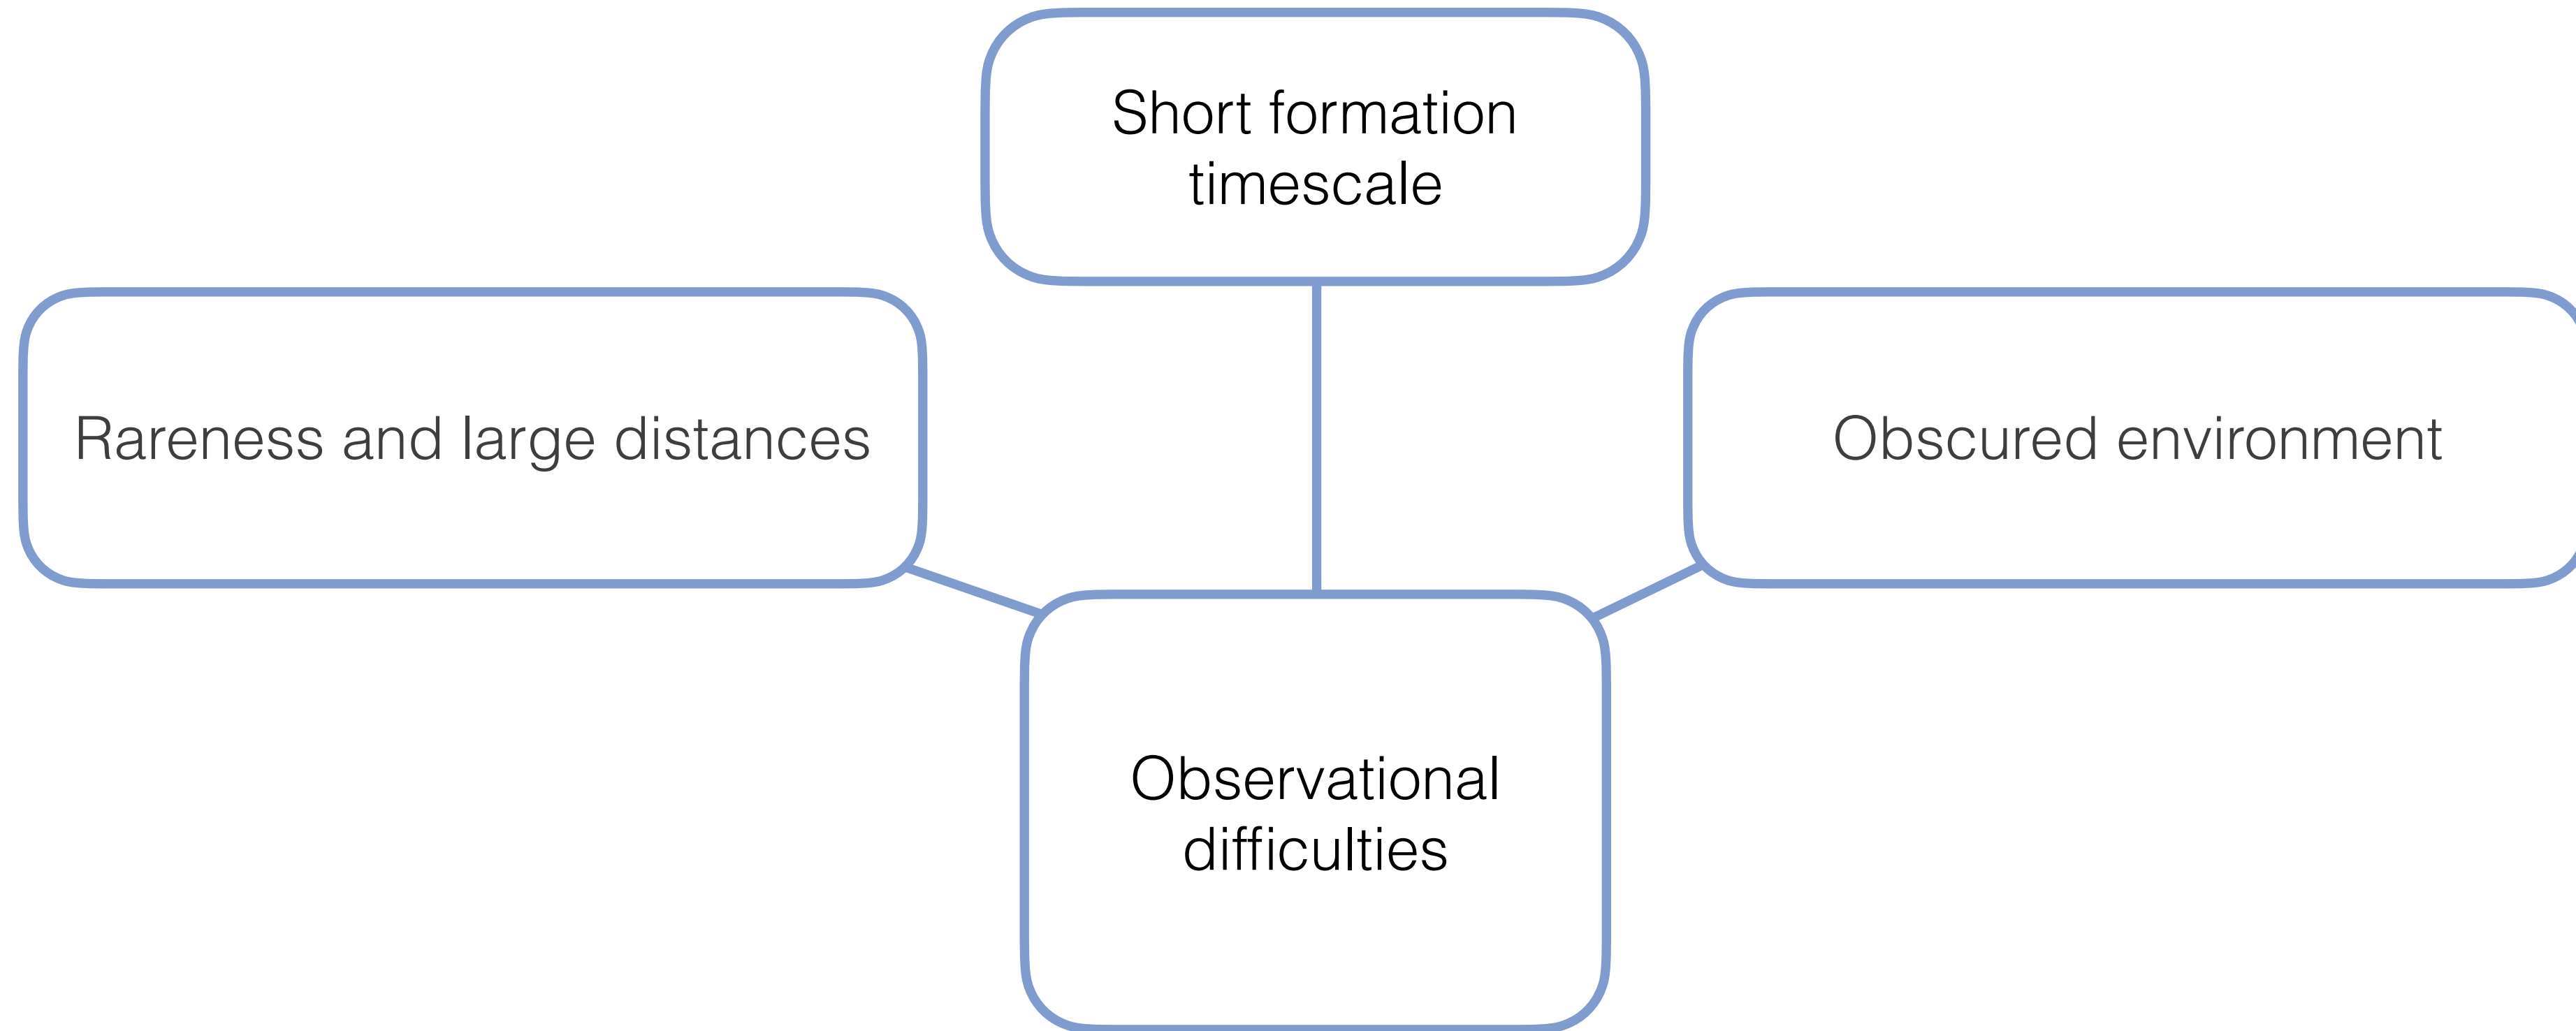 Short formation
timescale
Rareness and large distances
Obscured environment
Observational
difficulties